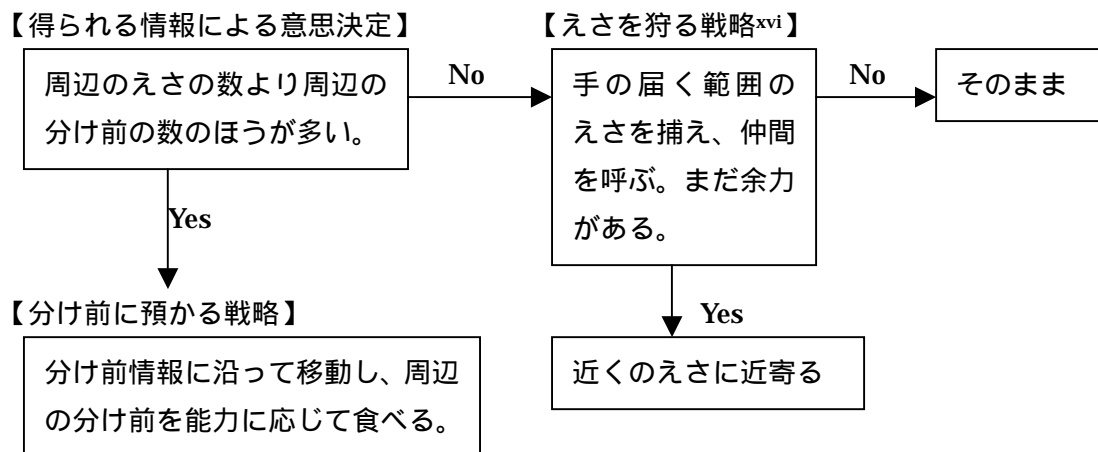 【得られる情報による意思決定】
周辺のえさの数より周辺の
分け前の数のほうが多い。
No
Yes
【えさを狩る戦略xvi】
手の届く範囲の
えさを捕え、仲間
を呼ぶ。まだ余力
がある。
No
そのまま
Yes
近くのえさに近寄る
【分け前に預かる戦略】
分け前情報に沿って移動し、周辺
の分け前を能力に応じて食べる。